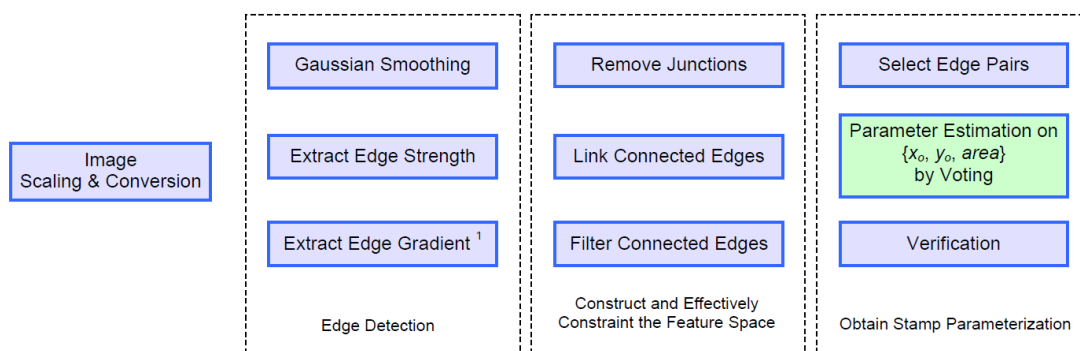 Image
Scaling & Conversion
Gaussian Smoothing
Extract Edge Strength
Extract Edge Gradient 1
Edge Detection
Remove Junctions
Link Connected Edges
Filter Connected Edges
Construct and Effectively
Constraint the Feature Space
Select Edge Pairs
Parameter Estimation on
{xo, yo, area}
by Voting
Verification
Obtain Stamp Parameterization